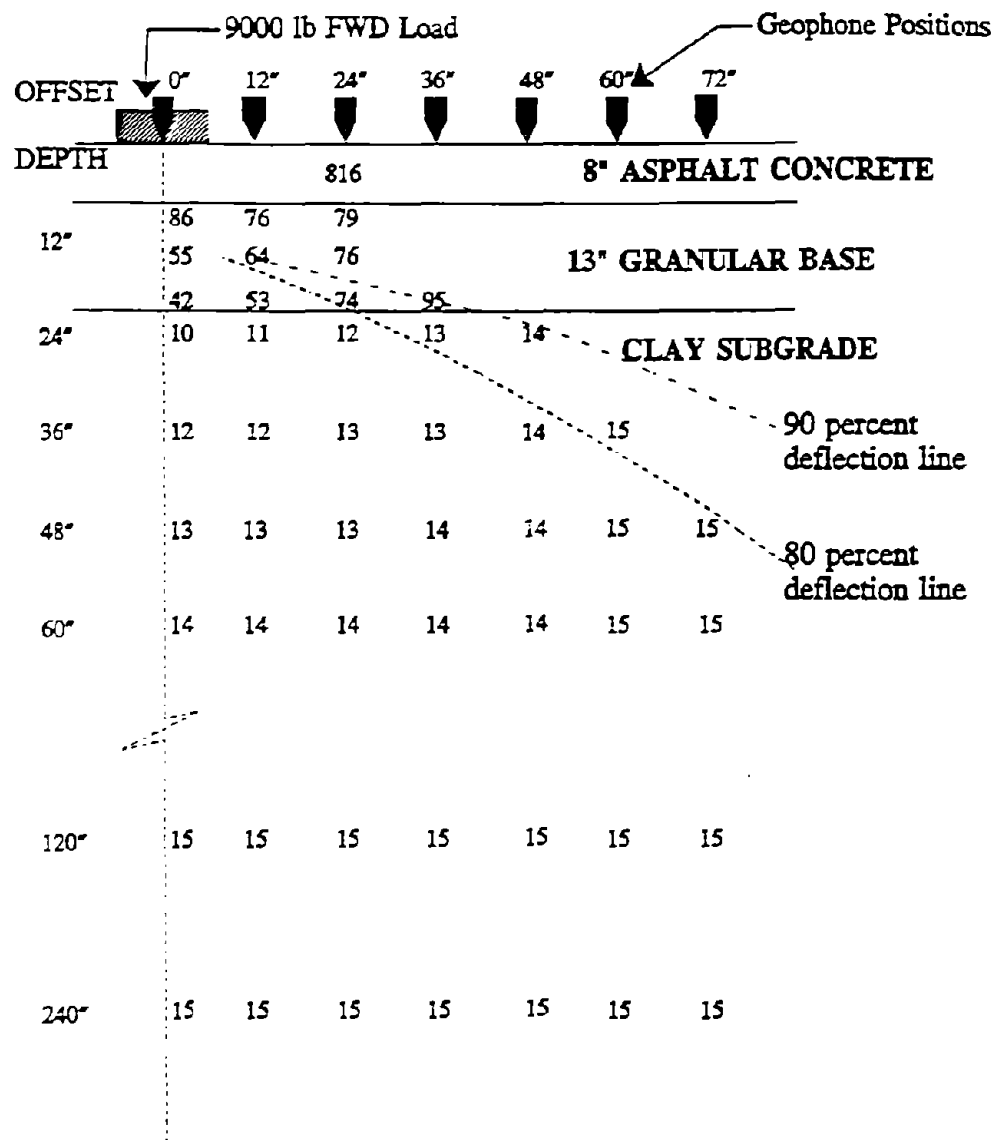 9000 lb FWD Load
Geophone Positions
OFFSET 0" 12" 24" 36" 48" 60" 72"
DEPTH
816 8" ASPHALT CONCRETE
86 76 79
12" 55 64 76 13" GRANULAR BASE
42 53 74 95
24" 10 11 12 13 14 CLAY SUBGRADE
36" 12 12 13 13 14 15
90 percent
deflection line
48" 13 13 13 14 14 15 15
80 percent
deflection line
60" 14 14 14 14 14 15 15
120" 15 15 15 15 15 15 15
240" 15 15 15 15 15 15 15